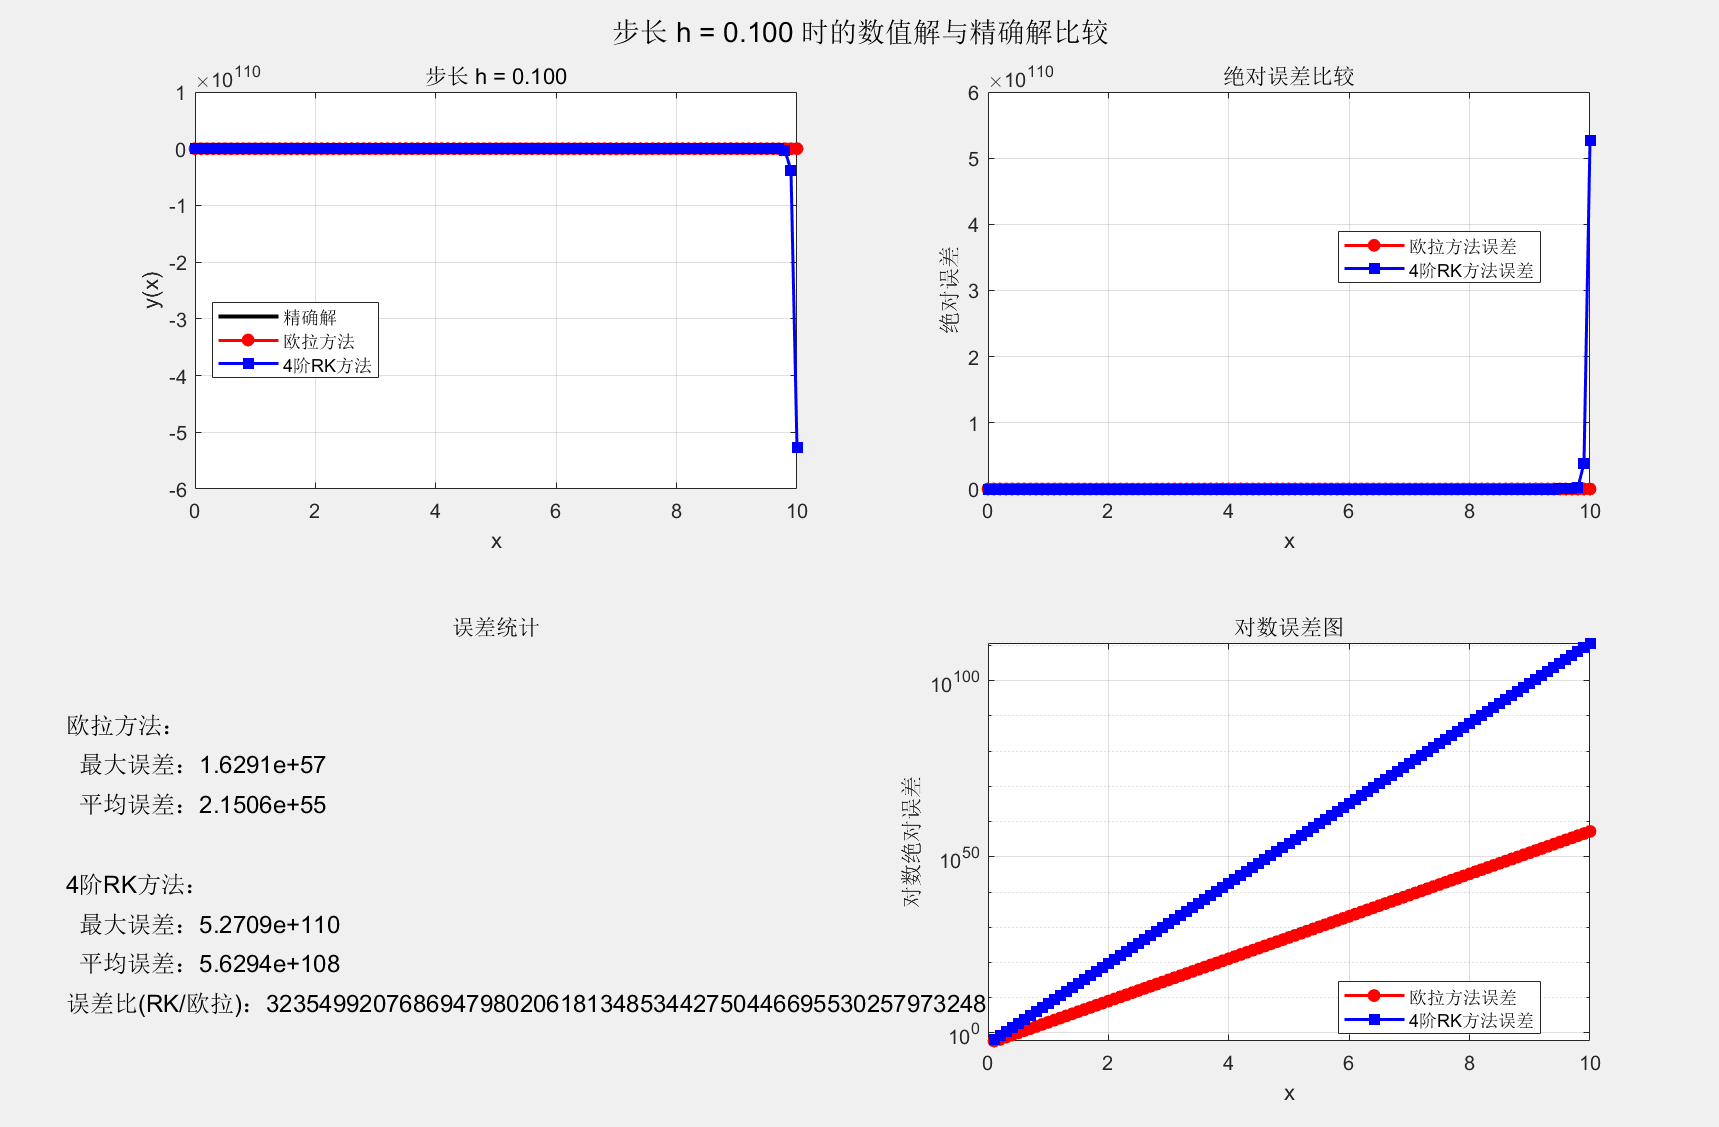 步长 h = 0.100 时的数值解与精确解比较
×10^110
步长 h = 0.100
1
0
-1
-2
-3
-4
-5
-6
y(x)
精确解
欧拉方法
4阶RK方法
0 2 4 6 8 10
x
×10^110
绝对误差比较
6
5
4
3
2
1
0
绝对误差
欧拉方法误差
4阶RK方法误差
0 2 4 6 8 10
x
误差统计
欧拉方法：
最大误差：1.6291e+57
平均误差：2.1506e+55
4阶RK方法：
最大误差：5.2709e+110
平均误差：5.6294e+108
误差比(RK/欧拉)：323549920768694798020618134853442750446695530257973248
对数误差图
10^100
10^50
10^0
对数绝对误差
欧拉方法误差
4阶RK方法误差
0 2 4 6 8 10
x